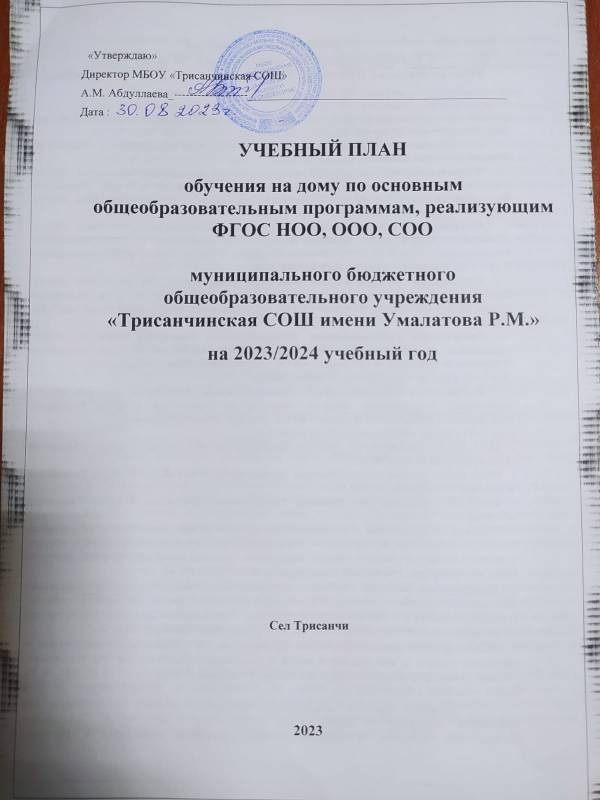 «Утверждаю»
Директор МБОУ «Трисанчинская СОШ»
А.М. Абдуллаева
Дата : 30.08 2023г.
УЧЕБНЫЙ ПЛАН
обучения на дому по основным
общеобразовательным программам, реализующим
ФГОС НОО, ООО, СОО
муниципального бюджетного
общеобразовательного учреждения
«Трисанчинская СОШ имени Умалатова Р.М.»
на 2023/2024 учебный год
Сел Трисанчи
2023